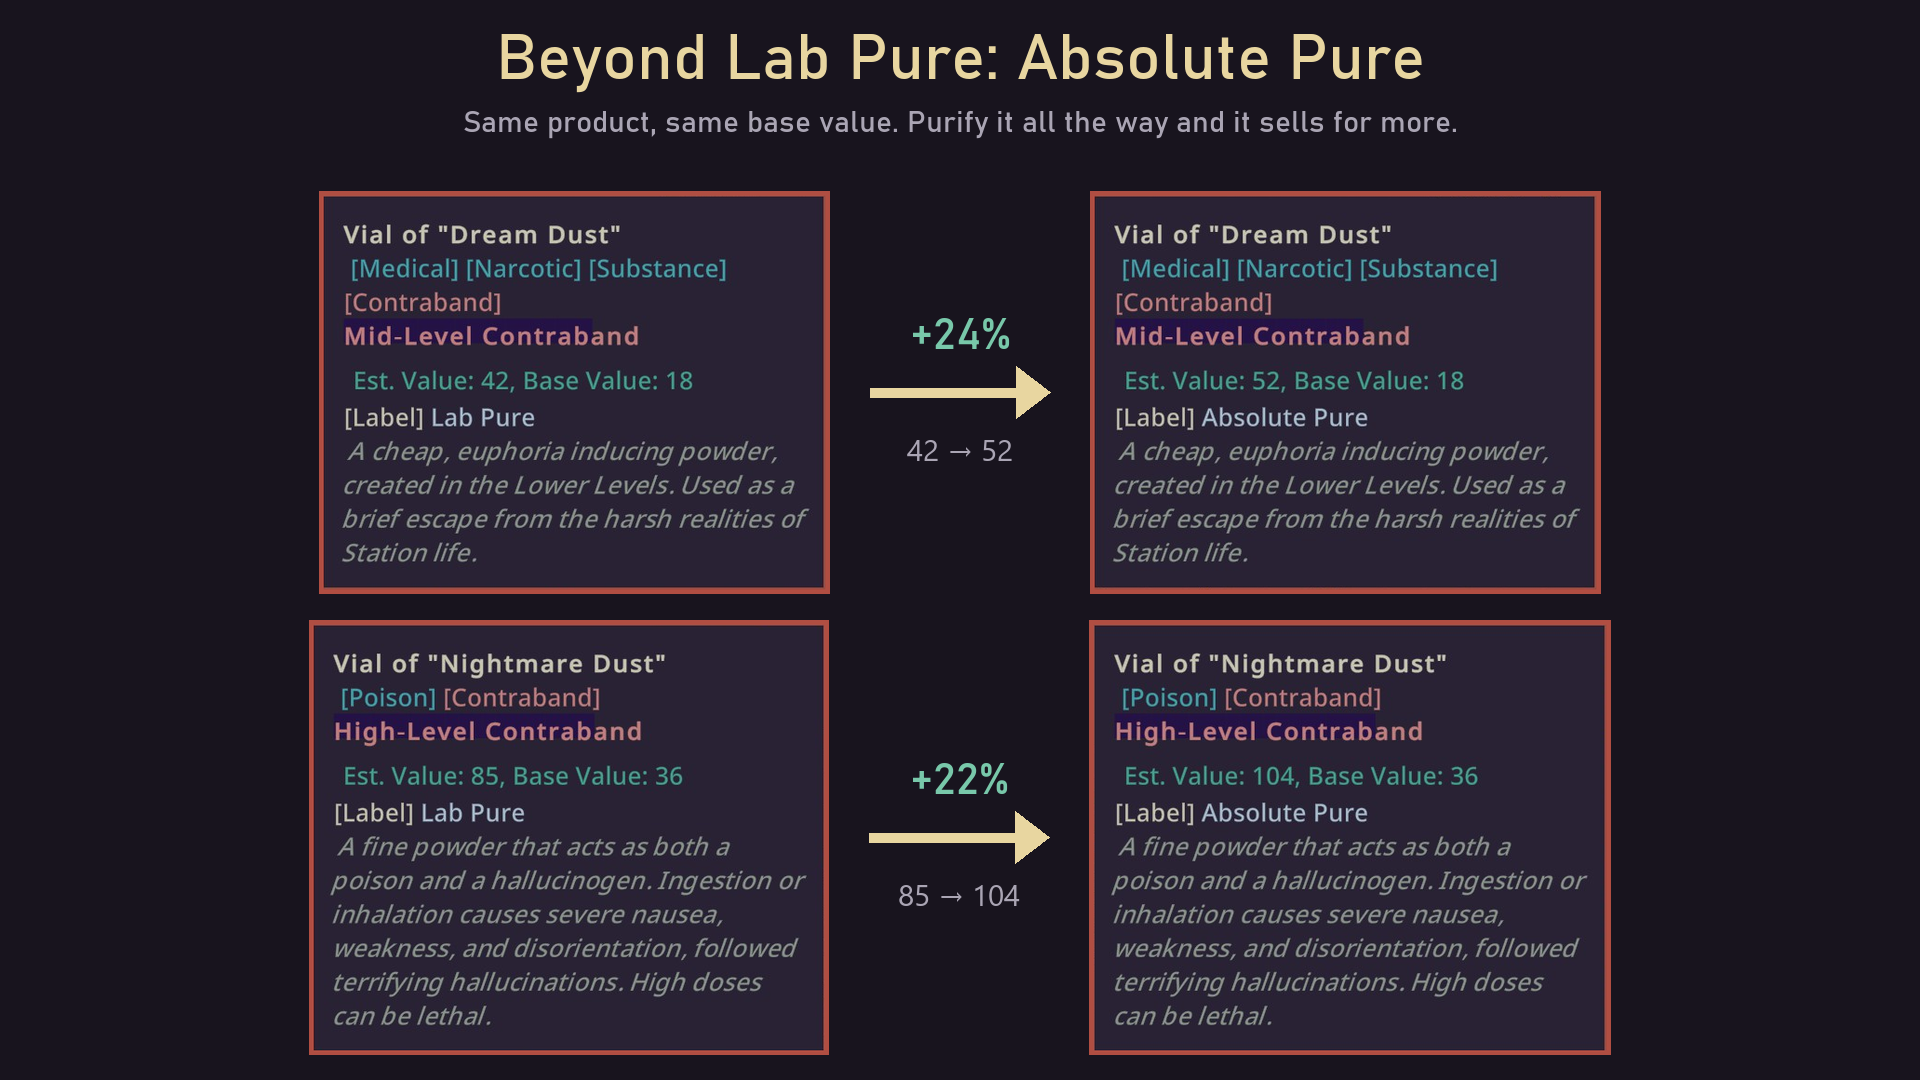 Beyond Lab Pure: Absolute Pure
Same product, same base value. Purify it all the way and it sells for more.
Vial of "Dream Dust"
[Medical] [Narcotic] [Substance]
[Contraband]
Mid-Level Contraband
Est. Value: 42, Base Value: 18
[Label] Lab Pure
A cheap, euphoria inducing powder,
created in the Lower Levels. Used as a
brief escape from the harsh realities of
Station life.
+24%
42 → 52
Vial of "Dream Dust"
[Medical] [Narcotic] [Substance]
[Contraband]
Mid-Level Contraband
Est. Value: 52, Base Value: 18
[Label] Absolute Pure
A cheap, euphoria inducing powder,
created in the Lower Levels. Used as a
brief escape from the harsh realities of
Station life.
Vial of "Nightmare Dust"
[Poison] [Contraband]
High-Level Contraband
Est. Value: 85, Base Value: 36
[Label] Lab Pure
A fine powder that acts as both a
poison and a hallucinogen. Ingestion or
inhalation causes severe nausea,
weakness, and disorientation, followed
terrifying hallucinations. High doses
can be lethal.
+22%
85 → 104
Vial of "Nightmare Dust"
[Poison] [Contraband]
High-Level Contraband
Est. Value: 104, Base Value: 36
[Label] Absolute Pure
A fine powder that acts as both a
poison and a hallucinogen. Ingestion or
inhalation causes severe nausea,
weakness, and disorientation, followed
terrifying hallucinations. High doses
can be lethal.